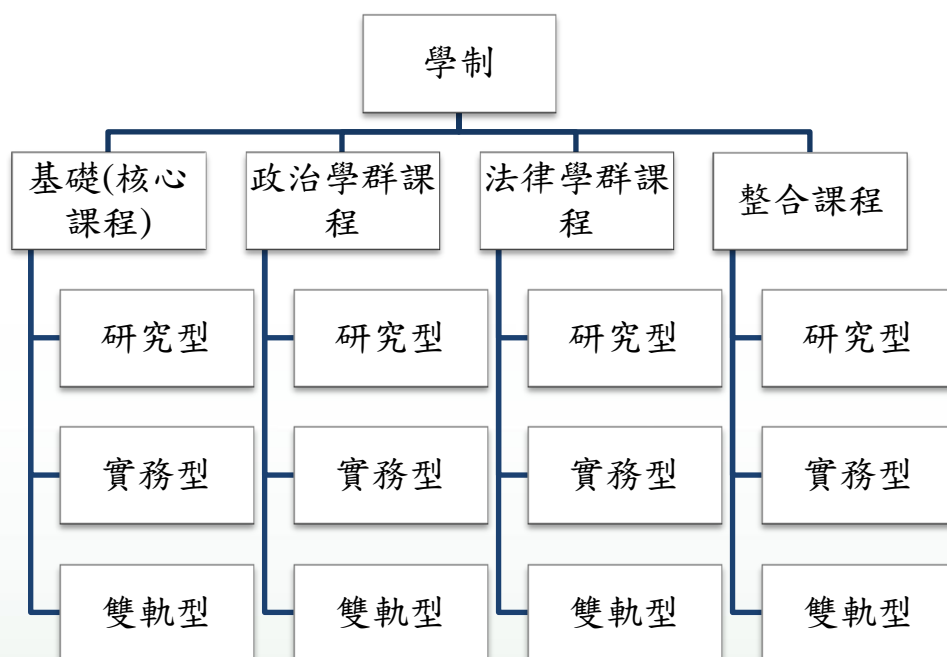 學制
基礎(核心
課程)
政治學群課
程
法律學群課
程
整合課程
研究型
研究型
研究型
研究型
實務型
實務型
實務型
實務型
雙軌型
雙軌型
雙軌型
雙軌型